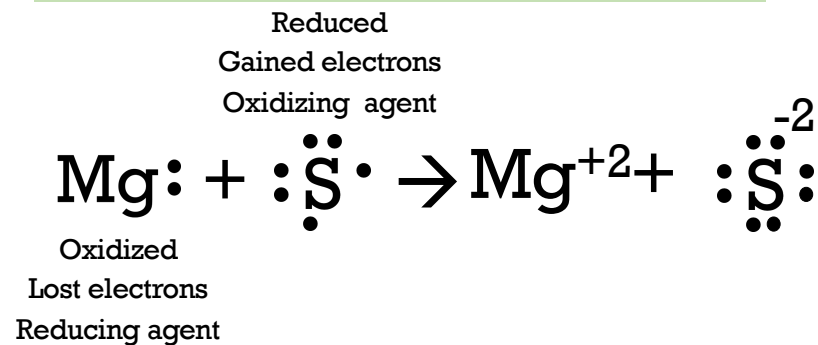 Reduced
Gained electrons
Oxidizing agent
Mg: + :S· → Mg+2+ :S: -2
Oxidized
Lost electrons
Reducing agent